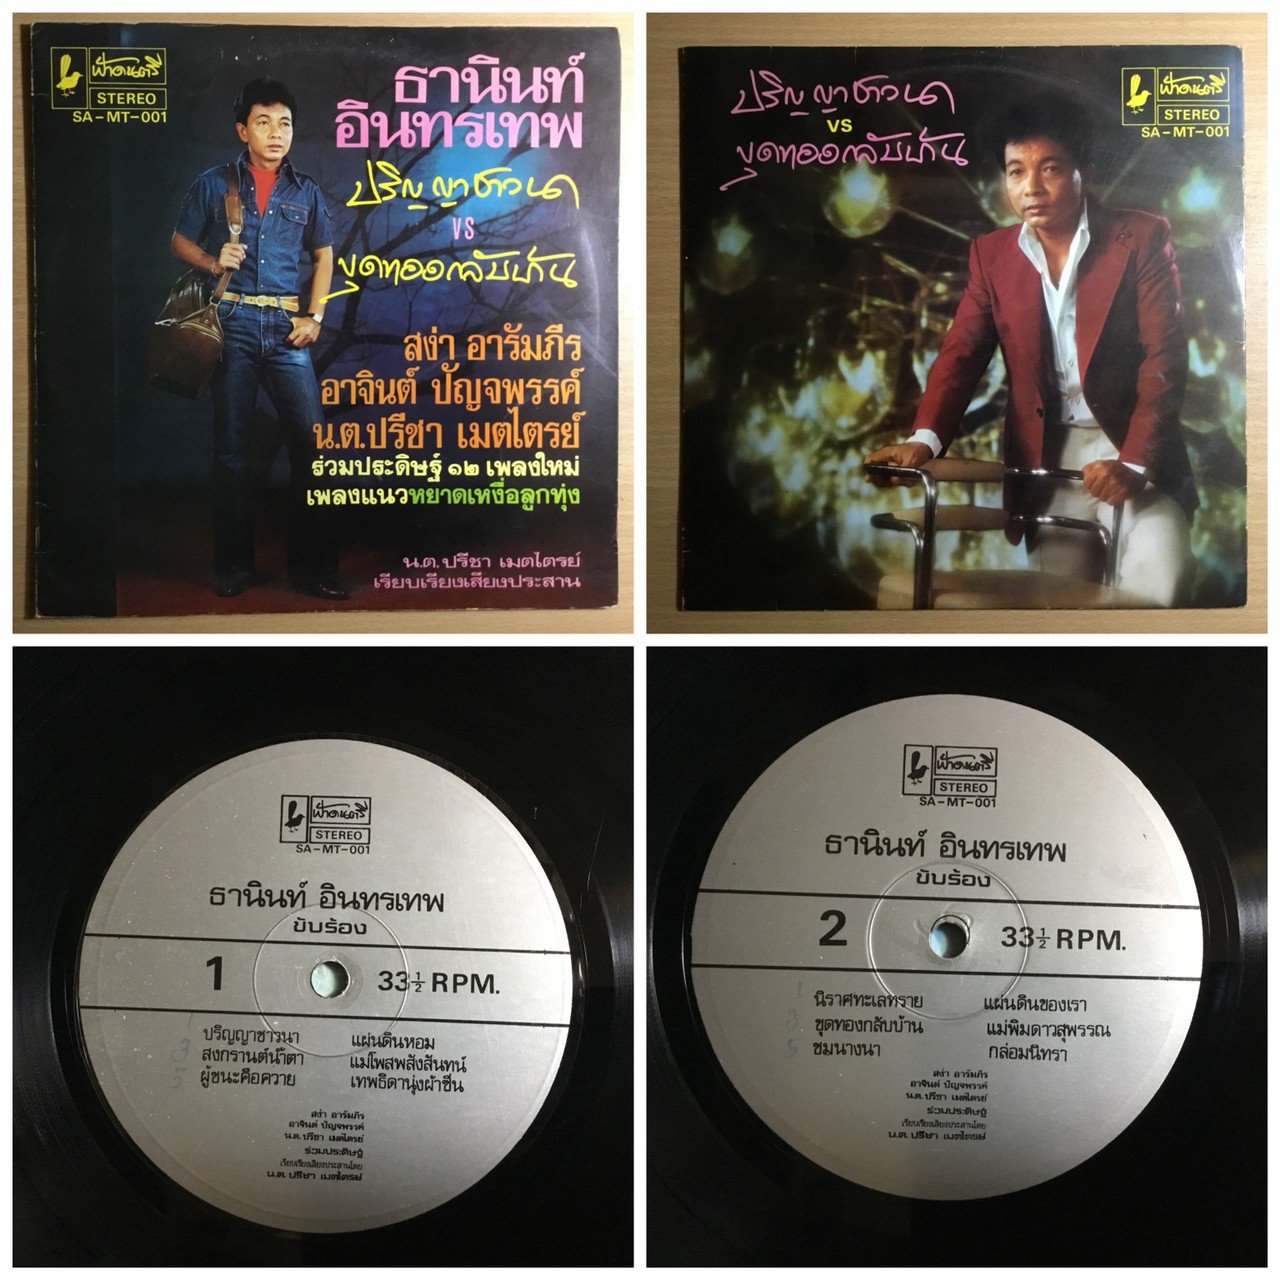 ฟ้าดนตรี
STEREO
SA-MT-001
ธานินท์
อินทรเทพ
ปริญญาชาวนา
VS
ขุดทองกลับบ้าน
สง่า อารัมภีร
อาจินต์ ปัญจพรรค์
น.ต.ปรีชา เมตไตรย์
ร่วมประดิษฐ์ ๑๒ เพลงใหม่
เพลงแนวหยาดเหงื่อลูกทุ่ง
น.ต.ปรีชา เมตไตรย์
เรียบเรียงเสียงประสาน
ปริญญาชาวนา
VS
ขุดทองกลับบ้าน
ฟ้าดนตรี
STEREO
SA-MT-001
ฟ้าดนตรี
STEREO
SA-MT-001
ธานินท์ อินทรเทพ
ขับร้อง
1 33 1/2 RPM.
ปริญญาชาวนา แผ่นดินหอม
สงกรานต์น้ำตา แม่โพสพสั่งสันทน์
ผู้ชนะคือควาย เทพธิดานุ่งผ้าซิ่น
สง่า อารัมภีร
อาจินต์ ปัญจพรรค์
น.ต. ปรีชา เมตไตรย์
ร่วมประดิษฐ์
เรียบเรียงเสียงประสานโดย
น.ต. ปรีชา เมตไตรย์
ฟ้าดนตรี
STEREO
SA-MT-001
ธานินท์ อินทรเทพ
ขับร้อง
2 33 1/2 RPM.
นิราศทะเลทราย แผ่นดินของเรา
ขุดทองกลับบ้าน แม่พิมดาวสุพรรณ
ชมนางนา กล่อมนิทรา
สง่า อารัมภีร
อาจินต์ ปัญจพรรค์
น.ต. ปรีชา เมตไตรย์
ร่วมประดิษฐ์
เรียบเรียงเสียงประสานโดย
น.ต. ปรีชา เมตไตรย์